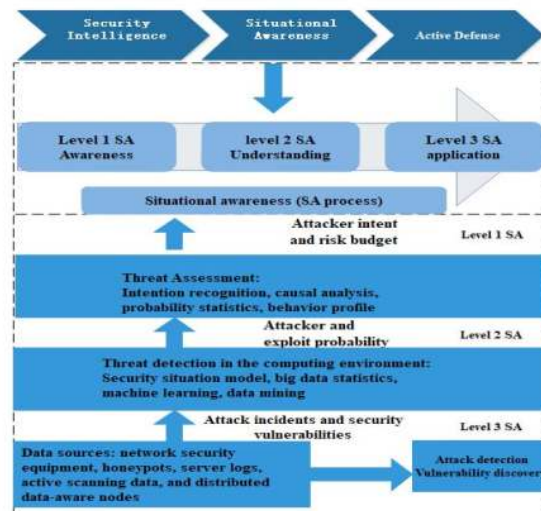 Security
Intelligence
Situational
Awareness
Active Defense
Level 1 SA
Awareness
level 2 SA
Understanding
Level 3 SA
application
Situational awareness (SA process)
Attacker intent
and risk budget
Level 1 SA
Threat Assessment:
Intention recognition, causal analysis,
probability statistics, behavior profile
Attacker and
exploit probability
Level 2 SA
Threat detection in the computing environment:
Security situation model, big data statistics,
machine learning, data mining
Attack incidents and security
vulnerabilities
Level 3 SA
Data sources: network security
equipment, honeypots, server logs,
active scanning data, and distributed
data-aware nodes
Attack detection
Vulnerability discover